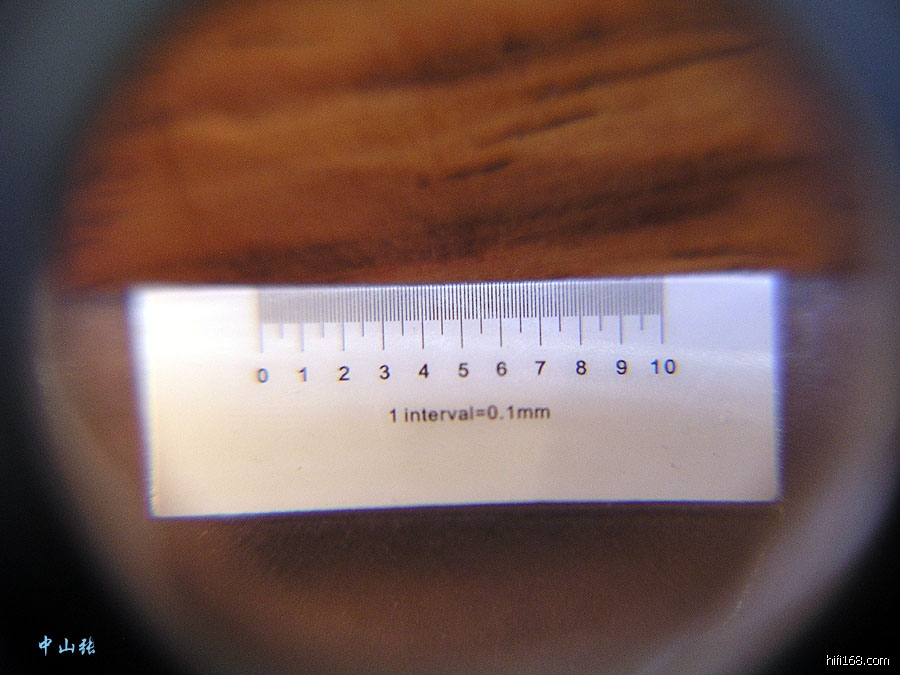 0 1 2 3 4 5 6 7 8 9 10
1 interval=0.1mm
中山张
hifi168.com